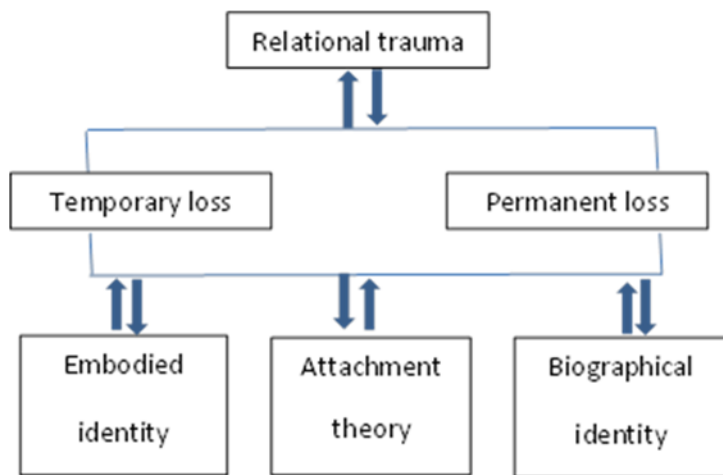 Relational trauma
Temporary loss
Permanent loss
Embodied
identity
Attachment
theory
Biographical
identity